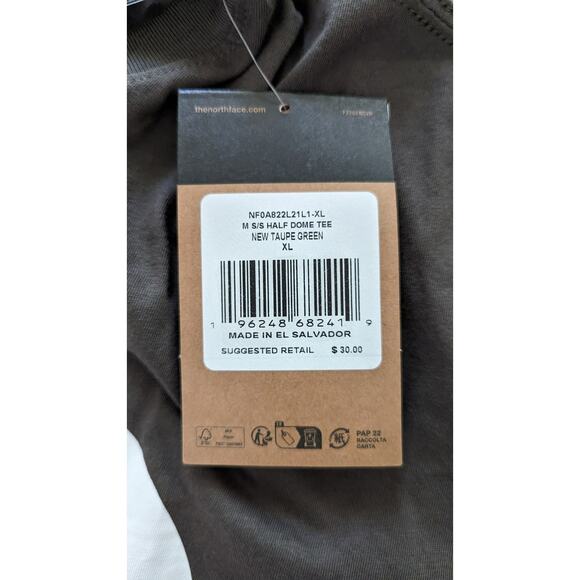 thenorthface.com
NF0A822L21L1-XL
M S/S HALF DOME TEE
NEW TAUPE GREEN
XL
1 96248 68241 9
MADE IN EL SALVADOR
SUGGESTED RETAIL $ 30.00
PAP 22
RACCOLTA
CARTA